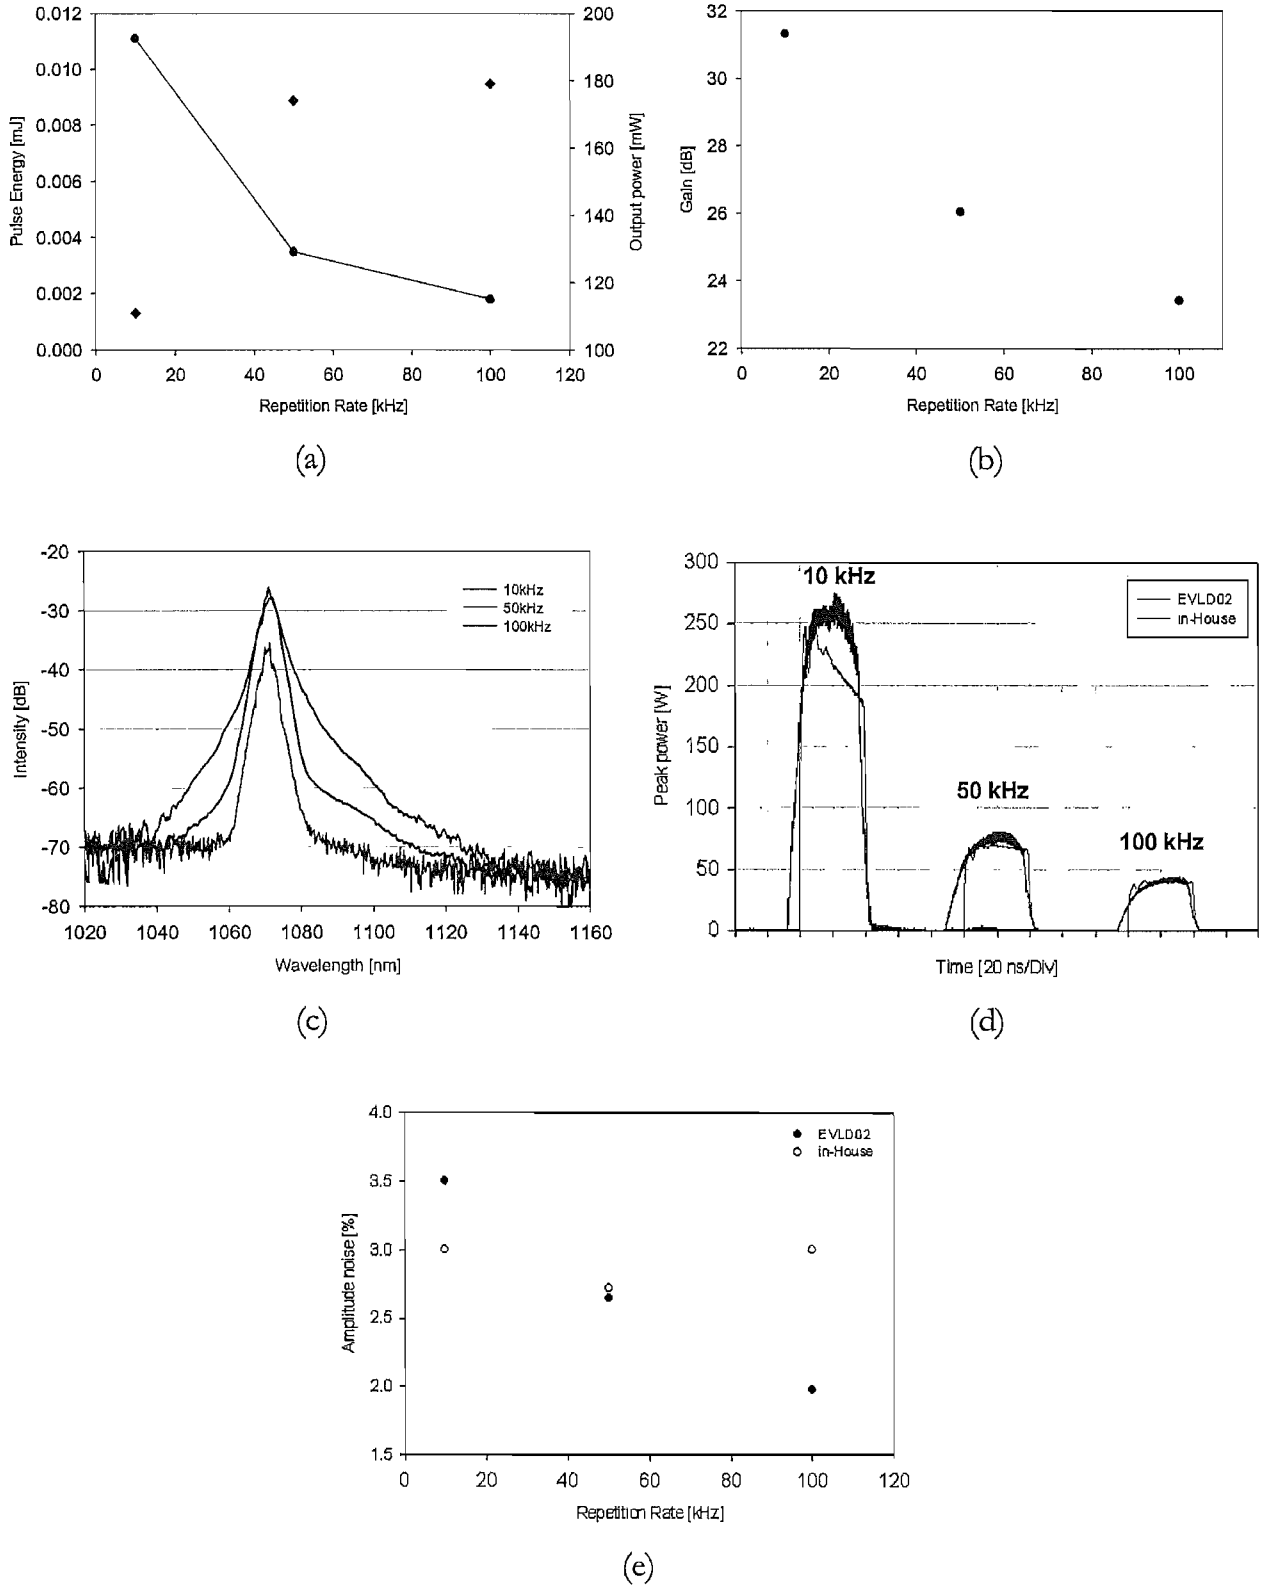 0.012
0.010
0.008
0.006
0.004
0.002
0.000
Pulse Energy [mJ]
200
180
160
140
120
100
Output power [mW]
0 20 40 60 80 100 120
Repetition Rate [kHz]
(a)
32
30
28
26
24
22
Gain [dB]
0 20 40 60 80 100
Repetition Rate [kHz]
(b)
-20
-30
-40
-50
-60
-70
-80
Intensity [dB]
10kHz
50kHz
100kHz
1020 1040 1060 1080 1100 1120 1140 1160
Wavelength [nm]
(c)
300
250
200
150
100
50
0
Peak power [W]
10 kHz
50 kHz
100 kHz
EVLD02
in-House
Time [20 ns/Div]
(d)
4.0
3.5
3.0
2.5
2.0
1.5
Amplitude noise [%]
EVLD02
in-House
0 20 40 60 80 100 120
Repetition Rate [kHz]
(e)